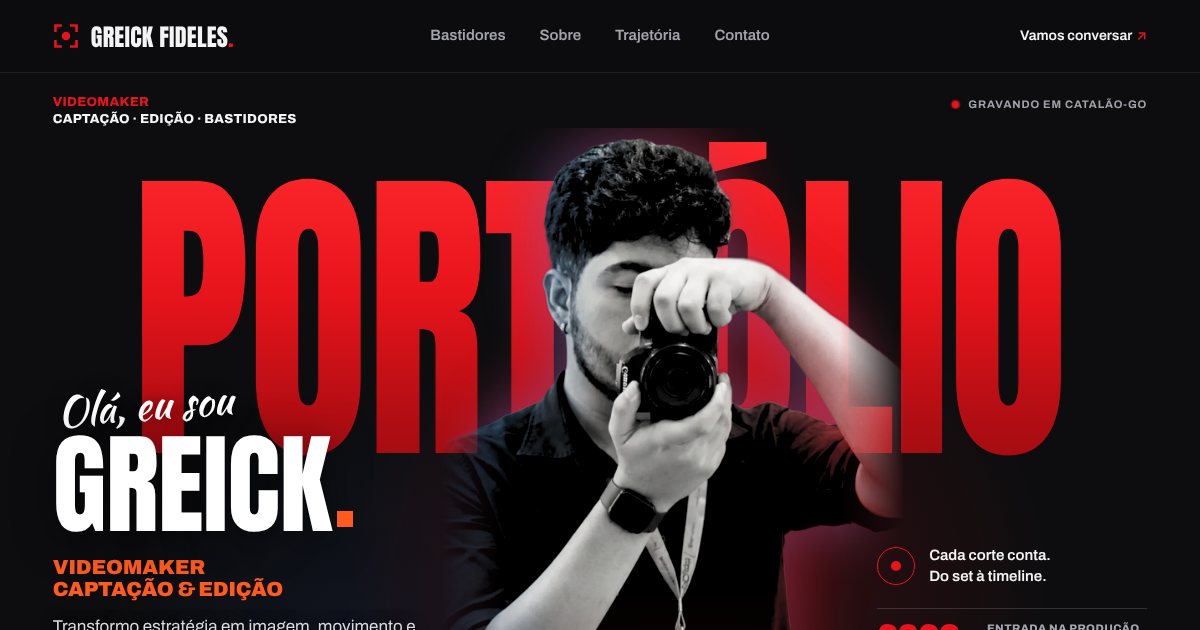 GREICK FIDELES.
Bastidores
Sobre
Trajetória
Contato
Vamos conversar
VIDEOMAKER
CAPTAÇÃO · EDIÇÃO · BASTIDORES
GRAVANDO EM CATALÃO-GO
PORTFÓLIO
Olá, eu sou
GREICK.
VIDEOMAKER
CAPTAÇÃO & EDIÇÃO
Transformo estratégia em imagem, movimento e
Cada corte conta.
Do set à timeline.
ENTRADA NA PRODUÇÃO